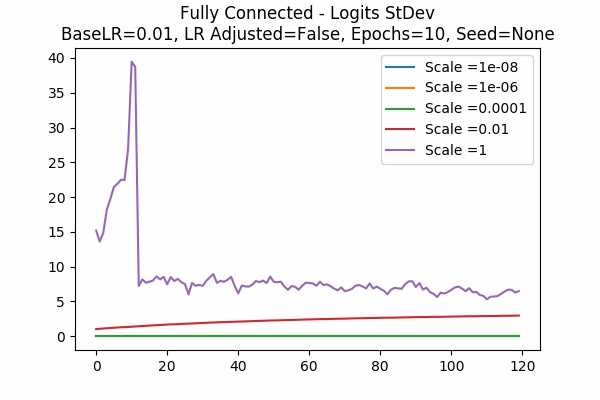 Fully Connected - Logits StDev
BaseLR=0.01, LR Adjusted=False, Epochs=10, Seed=None
40
35
30
25
20
15
10
5
0
Scale =1e-08
Scale =1e-06
Scale =0.0001
Scale =0.01
Scale =1
0 20 40 60 80 100 120